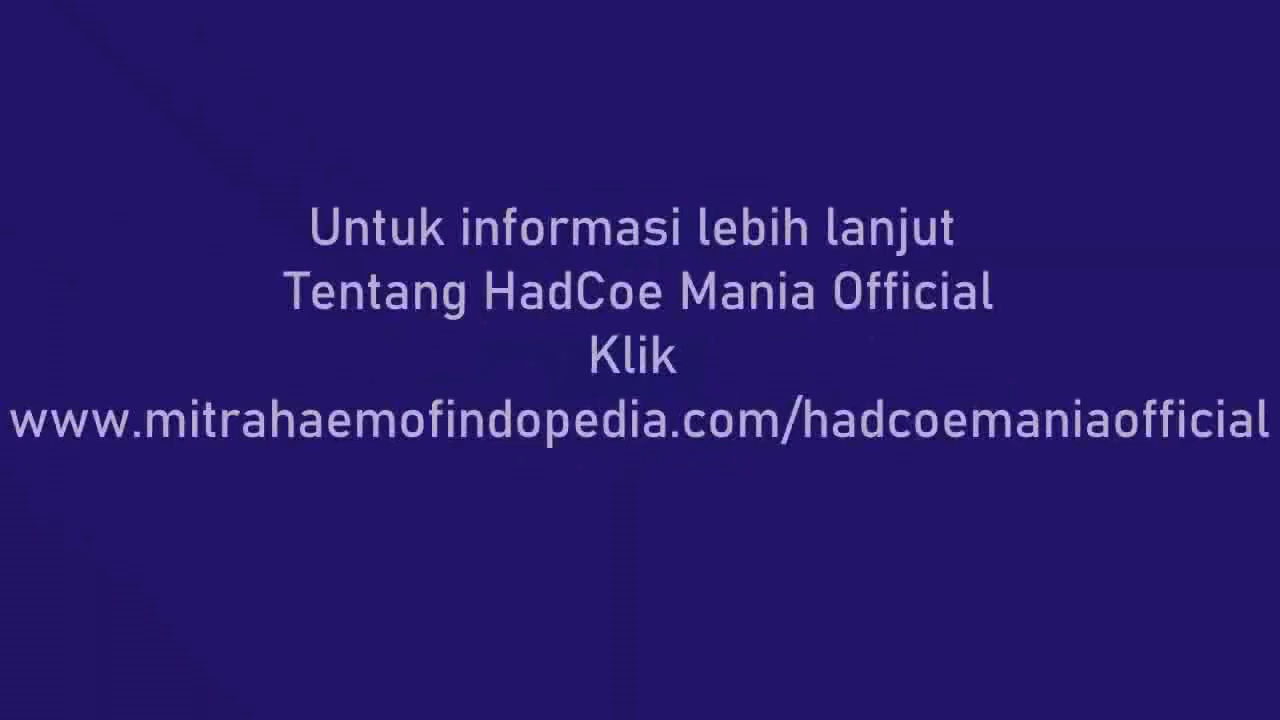 Untuk informasi lebih lanjut
Tentang HadCoe Mania Official
Klik
www.mitrahaemofindopedia.com/hadcoemaniaofficial